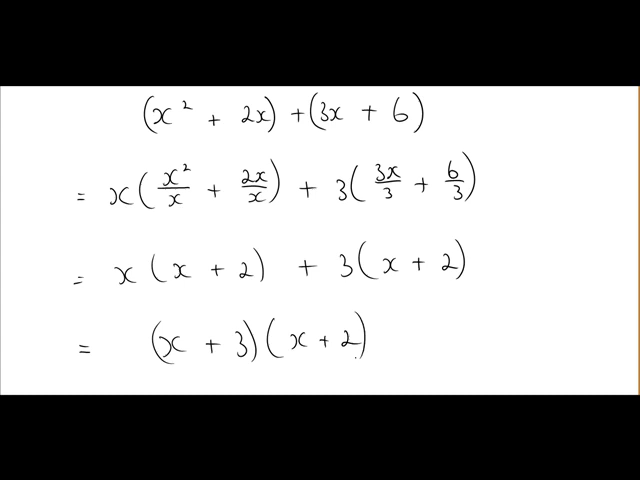 (x² + 2x) + (3x + 6)
= x(x²/x + 2x/x) + 3(3x/3 + 6/3)
= x(x + 2) + 3(x + 2)
= (x + 3)(x + 2)